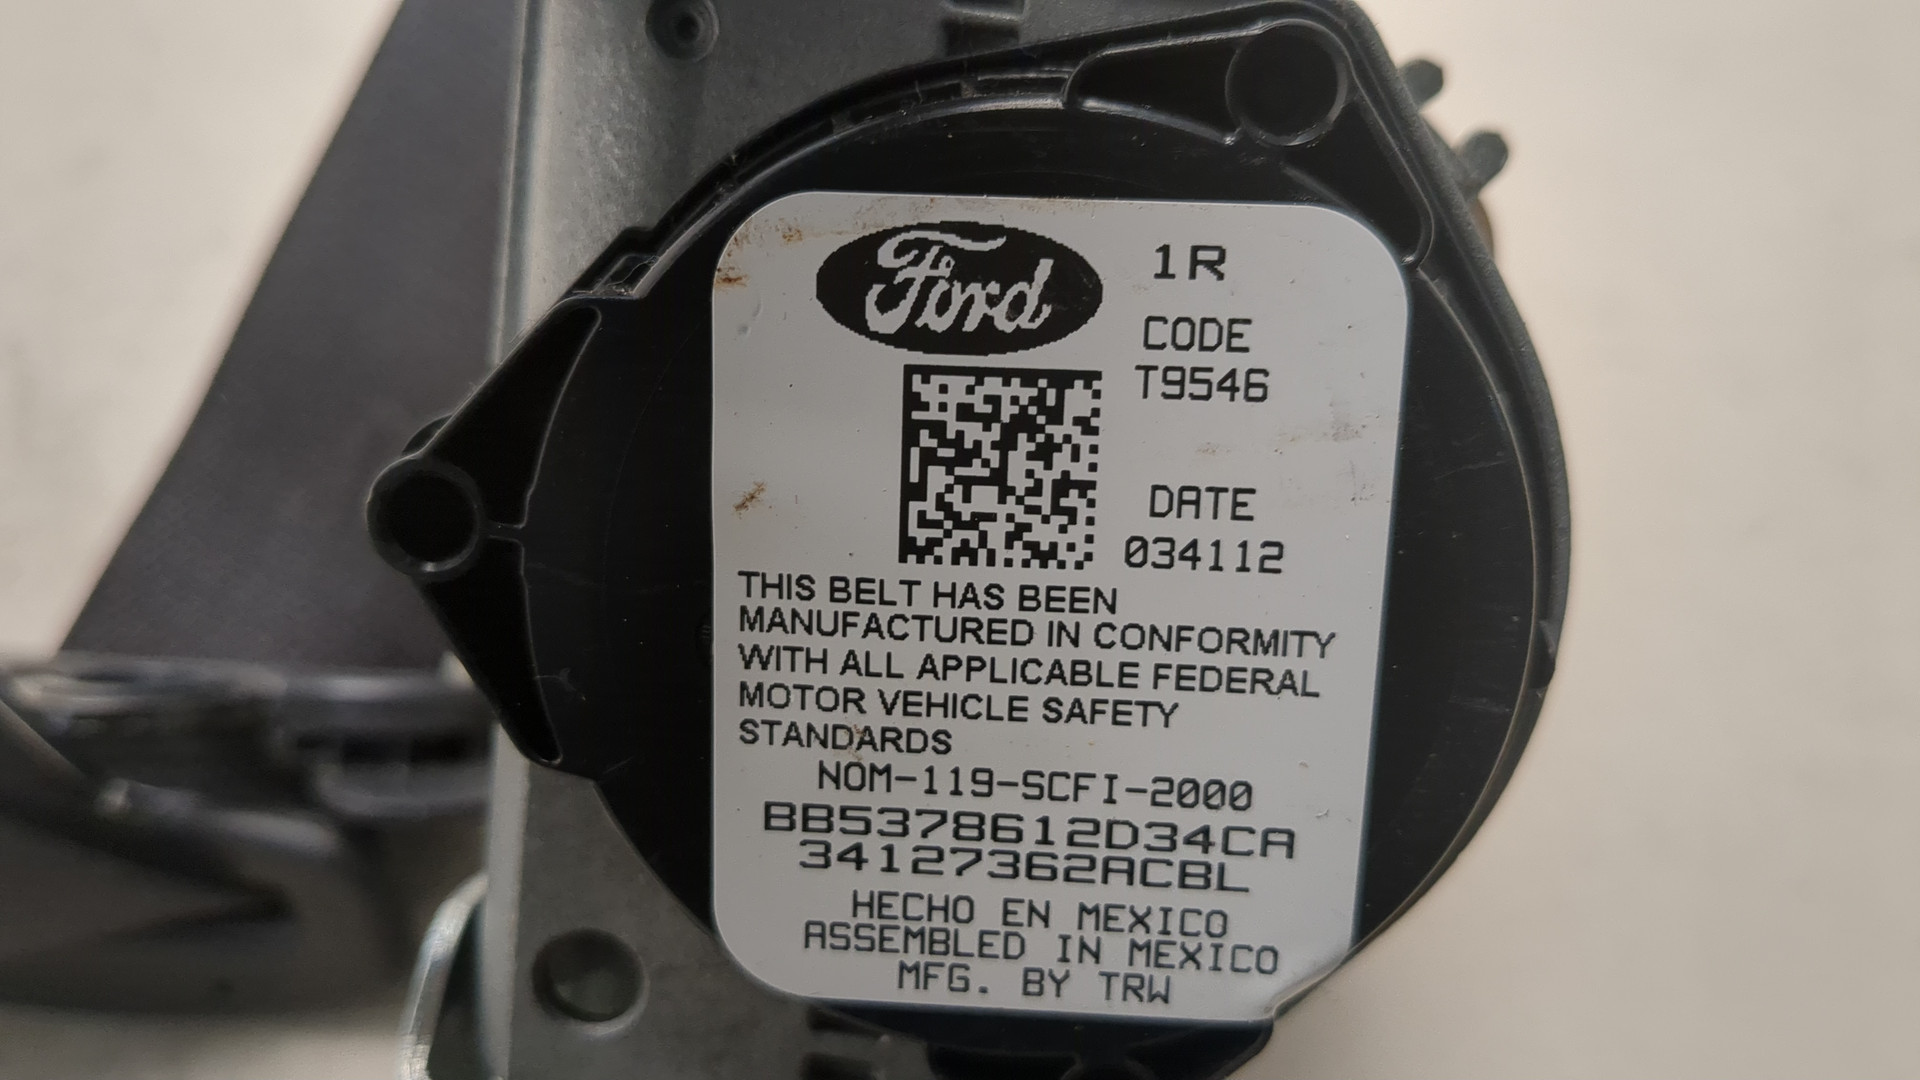 Ford
1R
CODE
T9546
DATE
034112
THIS BELT HAS BEEN
MANUFACTURED IN CONFORMITY
WITH ALL APPLICABLE FEDERAL
MOTOR VEHICLE SAFETY
STANDARDS
NOM-119-SCFI-2000
BB5378612D34CA
34127362ACBL
HECHO EN MEXICO
ASSEMBLED IN MEXICO
MFG. BY TRW